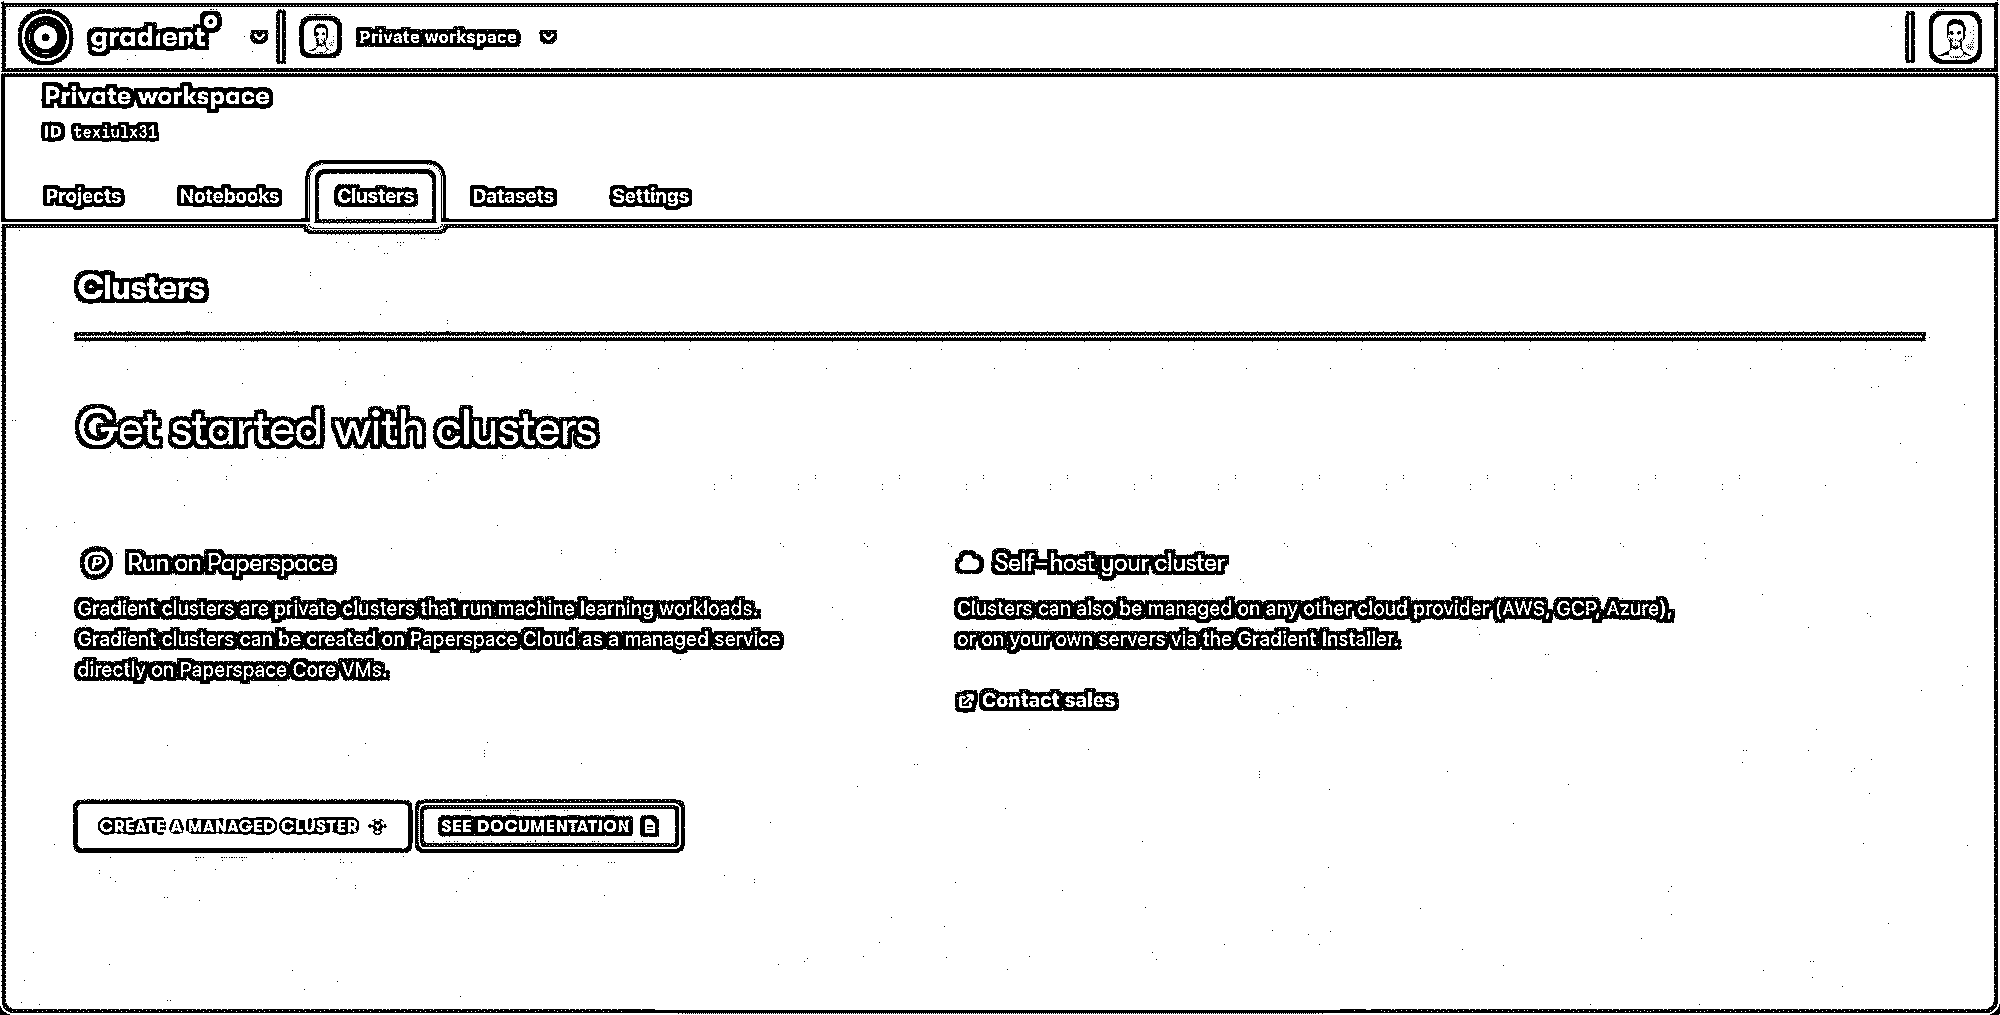 gradient
Private workspace
Private workspace
ID texiulx31
Projects Notebooks Clusters Datasets Settings
Clusters
Get started with clusters
Run on Paperspace
Gradient clusters are private clusters that run machine learning workloads.
Gradient clusters can be created on Paperspace Cloud as a managed service
directly on Paperspace Core VMs.
Self-host your cluster
Clusters can also be managed on any other cloud provider (AWS, GCP, Azure),
or on your own servers via the Gradient Installer.
Contact sales
CREATE A MANAGED CLUSTER
SEE DOCUMENTATION